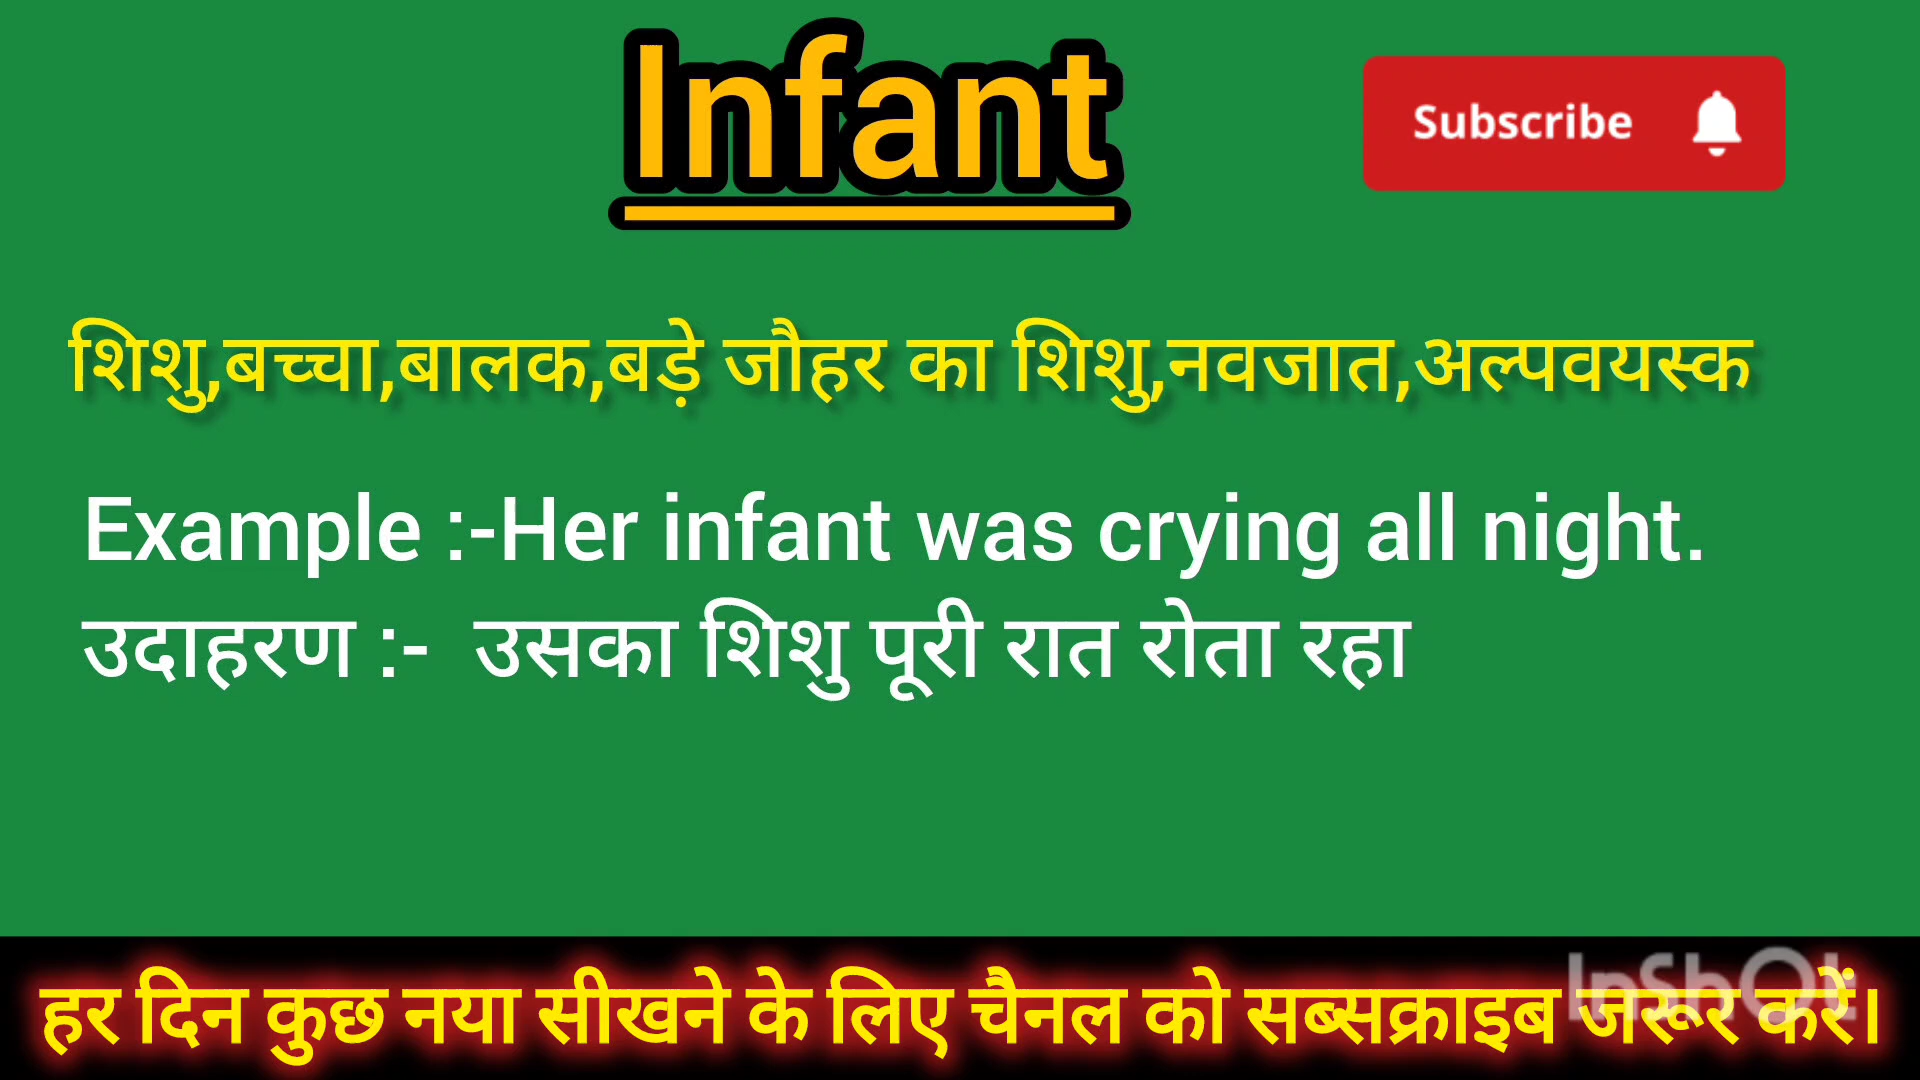 Infant
Subscribe
शिशु,बच्चा,बालक,बड़े जौहर का शिशु,नवजात,अल्पवयस्क
Example :-Her infant was crying all night.
उदाहरण :- उसका शिशु पूरी रात रोता रहा
हर दिन कुछ नया सीखने के लिए चैनल को सब्सक्राइब जरूर करें।
InShOt